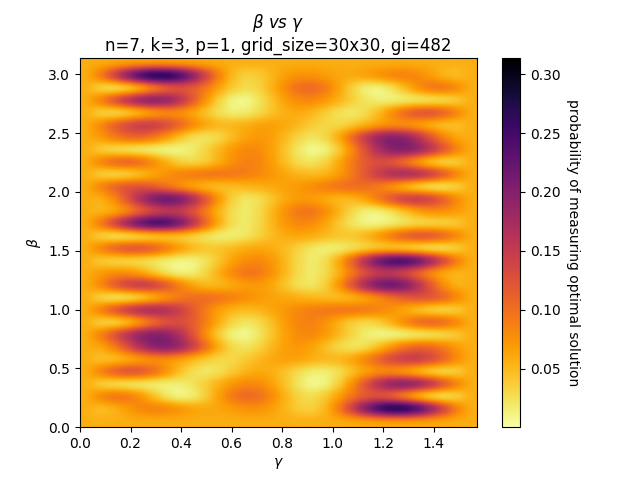 β vs γ
n=7, k=3, p=1, grid_size=30x30, gi=482
3.0
2.5
2.0
1.5
1.0
0.5
0.0
β
0.0 0.2 0.4 0.6 0.8 1.0 1.2 1.4
γ
0.30
0.25
0.20
0.15
0.10
0.05
probability of measuring optimal solution